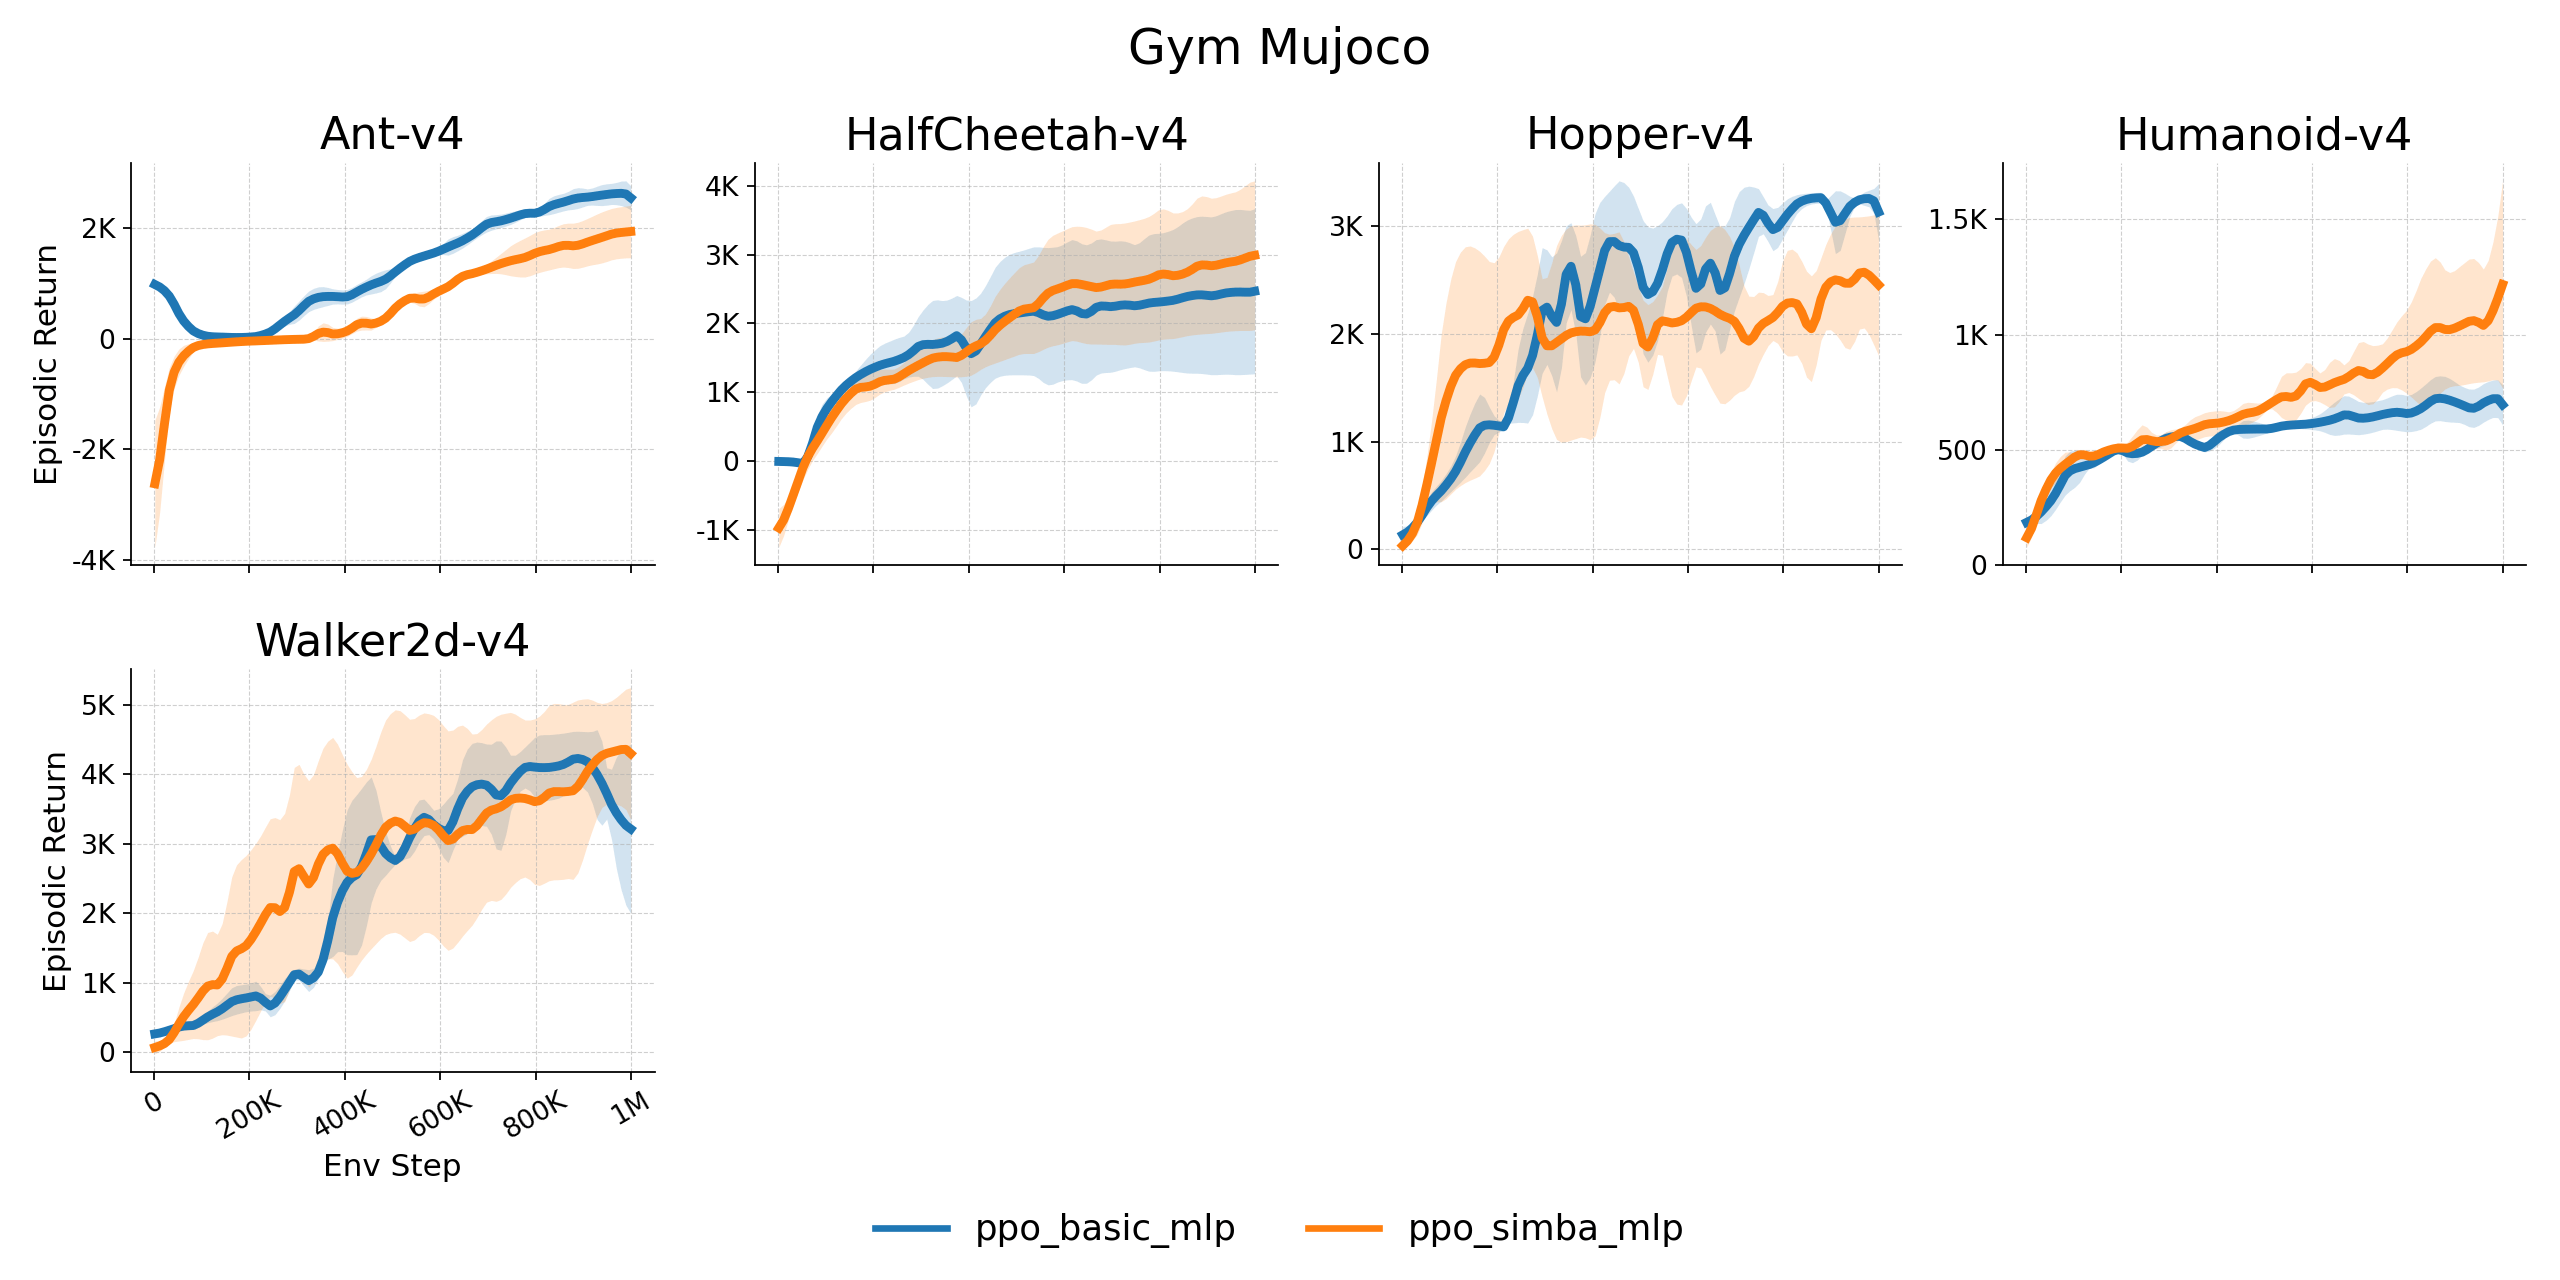 Gym Mujoco
Ant-v4
HalfCheetah-v4
Hopper-v4
Humanoid-v4
Episodic Return
2K
0
-2K
-4K
4K
3K
2K
1K
0
-1K
3K
2K
1K
0
1.5K
1K
500
0
Walker2d-v4
Episodic Return
5K
4K
3K
2K
1K
0
0 200K 400K 600K 800K 1M
Env Step
ppo_basic_mlp ppo_simba_mlp